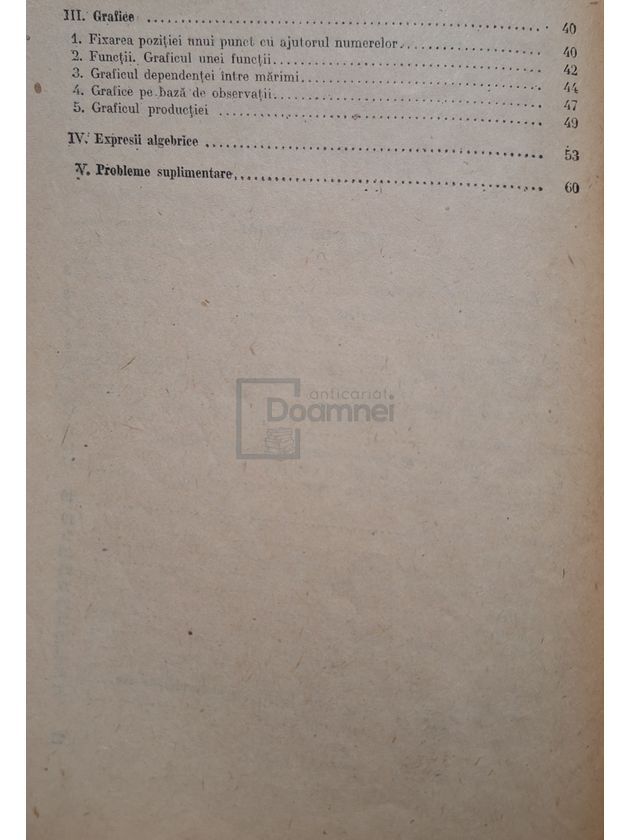 III. Grafice ........................................ 40
1. Fixarea poziției unui punct cu ajutorul numerelor ........................ 40
2. Funcții. Graficul unei funcții ........................................ 42
3. Graficul dependenței între mărimi ........................................ 44
4. Grafice pe bază de observații ........................................ 47
5. Graficul producției ........................................ 49
IV. Expresii algebrice ........................................ 53
V. Probleme suplimentare ........................................ 60
anticariat
Doamnei